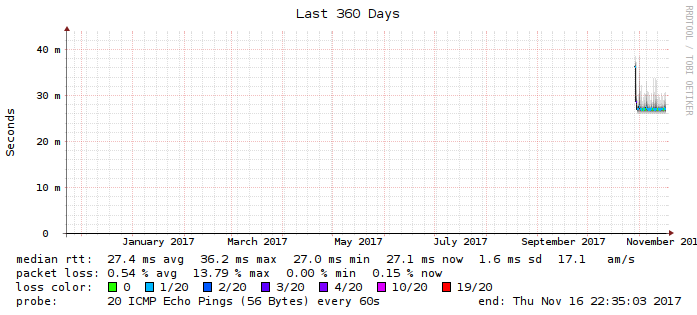 Last 360 Days
RRDTOOL / TOBI OETIKER
Seconds
40 m
30 m
20 m
10 m
0
January 2017 March 2017 May 2017 July 2017 September 2017 November 201
median rtt: 27.4 ms avg 36.2 ms max 27.0 ms min 27.1 ms now 1.6 ms sd 17.1 am/s
packet loss: 0.54 % avg 13.79 % max 0.00 % min 0.15 % now
loss color: 0 1/20 2/20 3/20 4/20 10/20 19/20
probe: 20 ICMP Echo Pings (56 Bytes) every 60s end: Thu Nov 16 22:35:03 2017